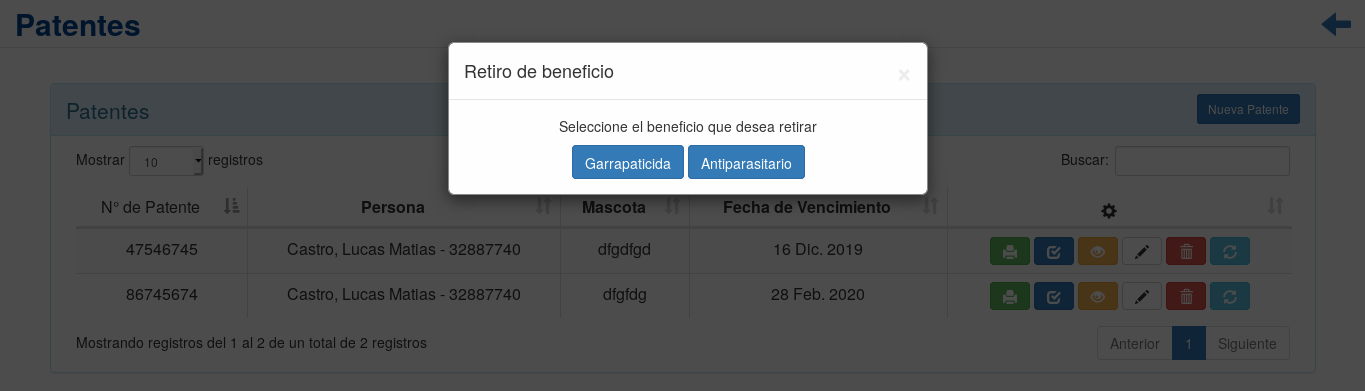 Patentes
Retiro de beneficio ×
Seleccione el beneficio que desea retirar
Garrapaticida Antiparasitario
Patentes Nueva Patente
Mostrar 10 registros Buscar:
N° de Patente Persona Mascota Fecha de Vencimiento
47546745 Castro, Lucas Matias - 32887740 dfgdfgd 16 Dic. 2019
86745674 Castro, Lucas Matias - 32887740 dfgfdg 28 Feb. 2020
Mostrando registros del 1 al 2 de un total de 2 registros Anterior 1 Siguiente